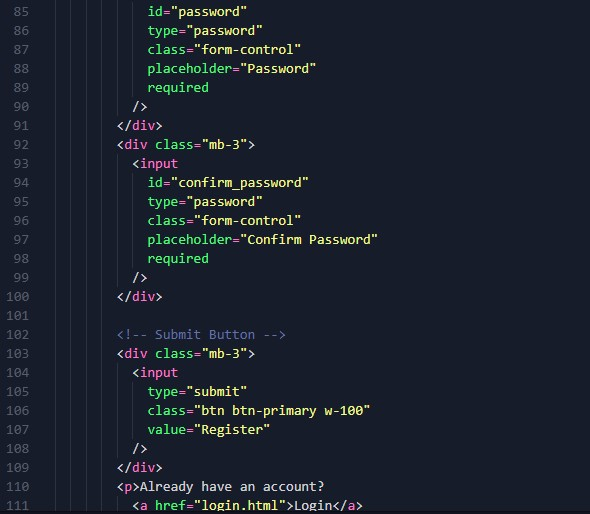 85 id="password"
86 type="password"
87 class="form-control"
88 placeholder="Password"
89 required
90 />
91 </div>
92 <div class="mb-3">
93 <input
94 id="confirm_password"
95 type="password"
96 class="form-control"
97 placeholder="Confirm Password"
98 required
99 />
100 </div>
101
102 <!-- Submit Button -->
103 <div class="mb-3">
104 <input
105 type="submit"
106 class="btn btn-primary w-100"
107 value="Register"
108 />
109 </div>
110 <p>Already have an account?
111 <a href="login.html">Login</a>